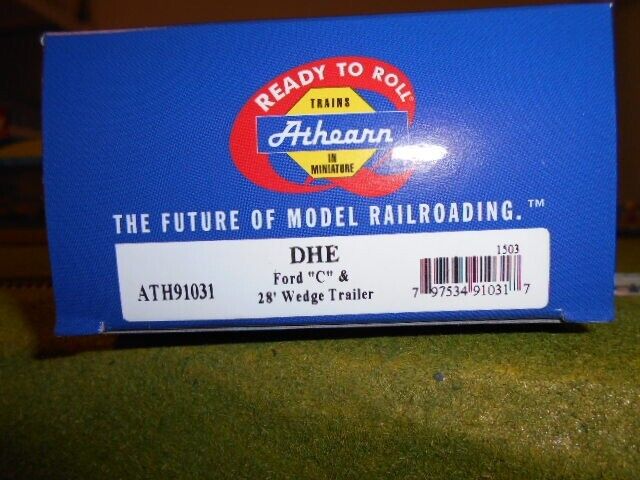 READY TO ROLL
TRAINS
Athearn
IN
MINIATURE
THE FUTURE OF MODEL RAILROADING.™
DHE
1503
Ford "C" &
ATH91031
28' Wedge Trailer
7 97534 91031 7